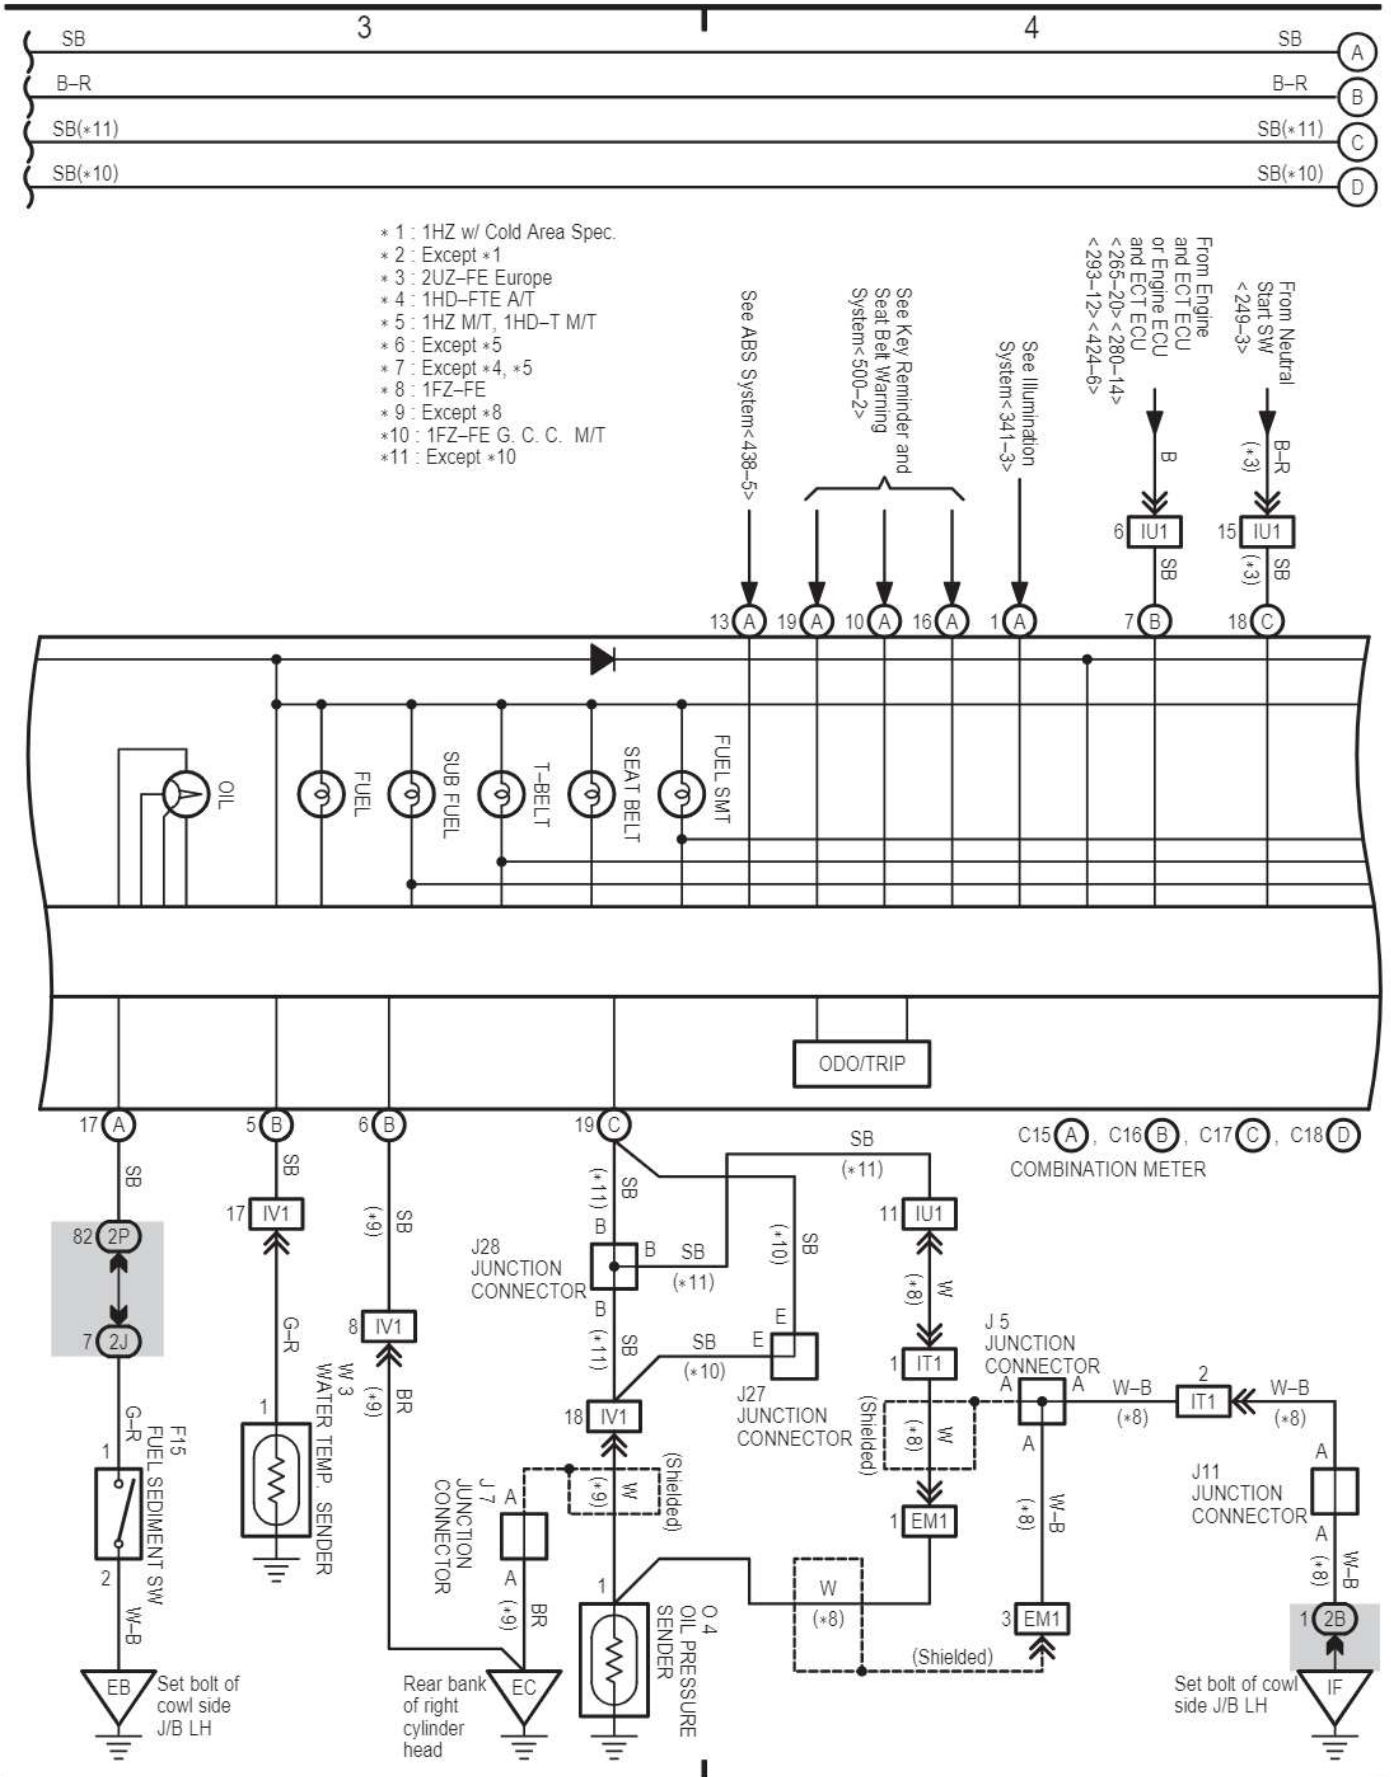 3
4
SB
SB
A
B–R
B–R
B
SB(*11)
SB(*11)
C
SB(*10)
SB(*10)
D
* 1 : 1HZ w/ Cold Area Spec.
* 2 : Except *1
* 3 : 2UZ–FE Europe
* 4 : 1HD–FTE A/T
* 5 : 1HZ M/T, 1HD–T M/T
* 6 : Except *5
* 7 : Except *4, *5
* 8 : 1FZ–FE
* 9 : Except *8
*10 : 1FZ–FE G. C. C. M/T
*11 : Except *10
See ABS System<438–5>
See Key Reminder and
Seat Belt Warning
System<500–2>
See Illumination
System<341–3>
From Engine
and ECT ECU
or Engine ECU
and ECT ECU
<265–20><280–14>
<293–12><424–6>
From Neutral
Start SW
<249–3>
B
B–R
(*3)
6
IU1
15
IU1
SB
SB
(*3)
13
A
19
A
10
A
16
A
1
A
7
B
18
C
OIL
FUEL
SUB FUEL
T–BELT
SEAT BELT
FUEL SMT
ODO/TRIP
17
A
5
B
6
B
19
C
C15
A
, C16
B
, C17
C
, C18
D
COMBINATION METER
SB
82
2P
7
2J
G–R
1
F15
FUEL SEDIMENT SW
2
W–B
EB
Set bolt of
cowl side
J/B LH
SB
17
IV1
G–R
1
W 3
WATER TEMP. SENDER
SB
(*9)
8
IV1
BR
(*9)
SB
(*11)
B
J28
JUNCTION
CONNECTOR
B
SB
(*11)
B
SB
(*11)
SB
(*11)
SB
(*10)
E
E
SB
(*10)
J27
JUNCTION
CONNECTOR
18
IV1
(Shielded)
W
(*9)
J 7
JUNCTION
CONNECTOR
A
A
BR
(*9)
Rear bank
of right
cylinder
head
EC
1
O 4
OIL PRESSURE
SENDER
11
IU1
W
(*8)
1
IT1
(Shielded)
W
(*8)
1
EM1
W
(*8)
(Shielded)
J 5
JUNCTION
CONNECTOR
A
A
A
W–B
(*8)
2
IT1
W–B
(*8)
W–B
(*8)
3
EM1
A
J11
JUNCTION
CONNECTOR
A
W–B
(*8)
1
2B
Set bolt of cowl
side J/B LH
IF